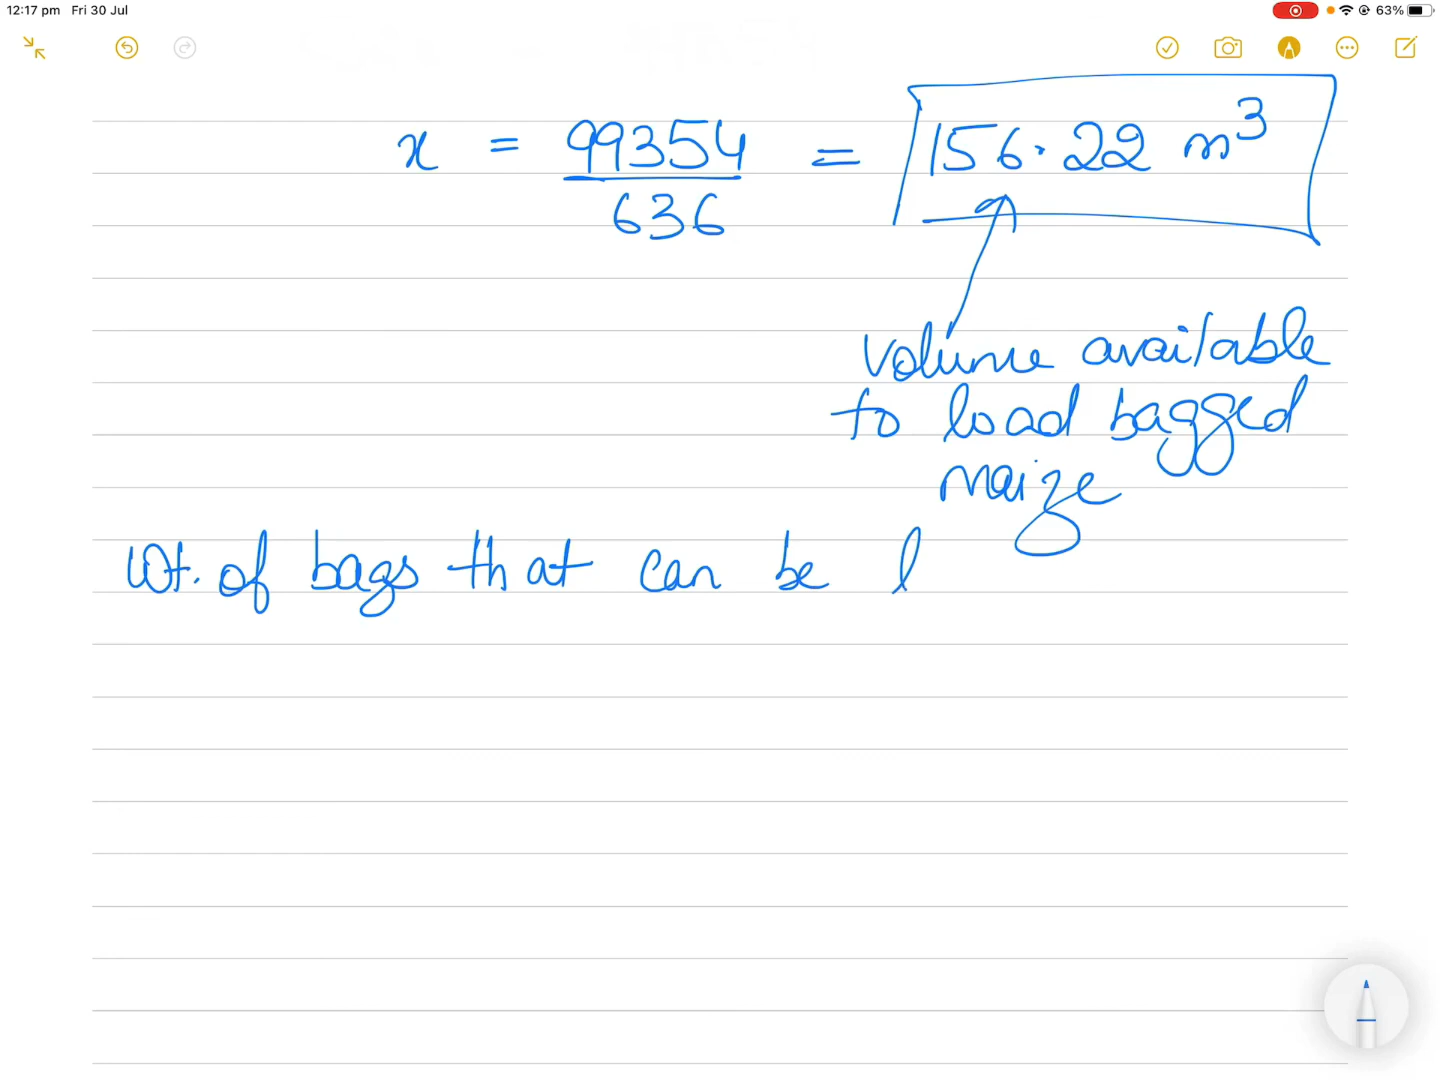 12:17 pm Fri 30 Jul 63%
x = 99354 / 636 = 156.22 m³
volume available
to load bagged
maize
Wt. of bags that can be l